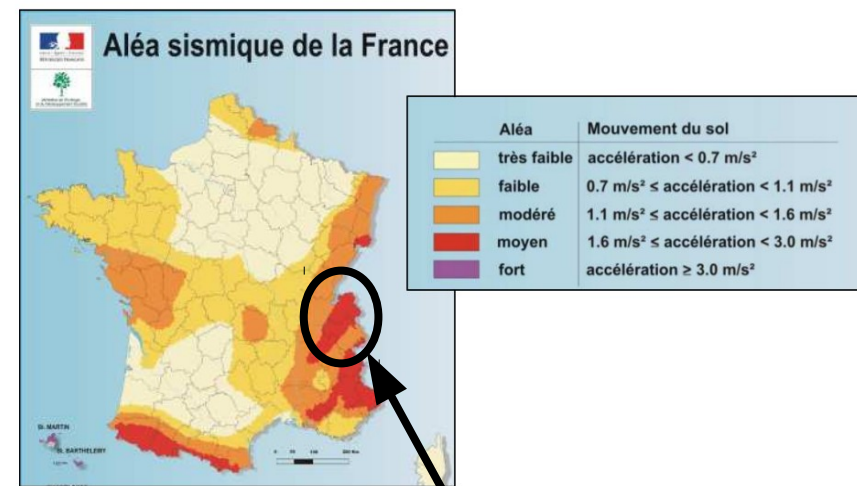 Aléa sismique de la France
Aléa Mouvement du sol
très faible accélération < 0.7 m/s²
faible 0.7 m/s² ≤ accélération < 1.1 m/s²
modéré 1.1 m/s² ≤ accélération < 1.6 m/s²
moyen 1.6 m/s² ≤ accélération < 3.0 m/s²
fort accélération ≥ 3.0 m/s²
St. MARTIN
St. BARTHELEMY